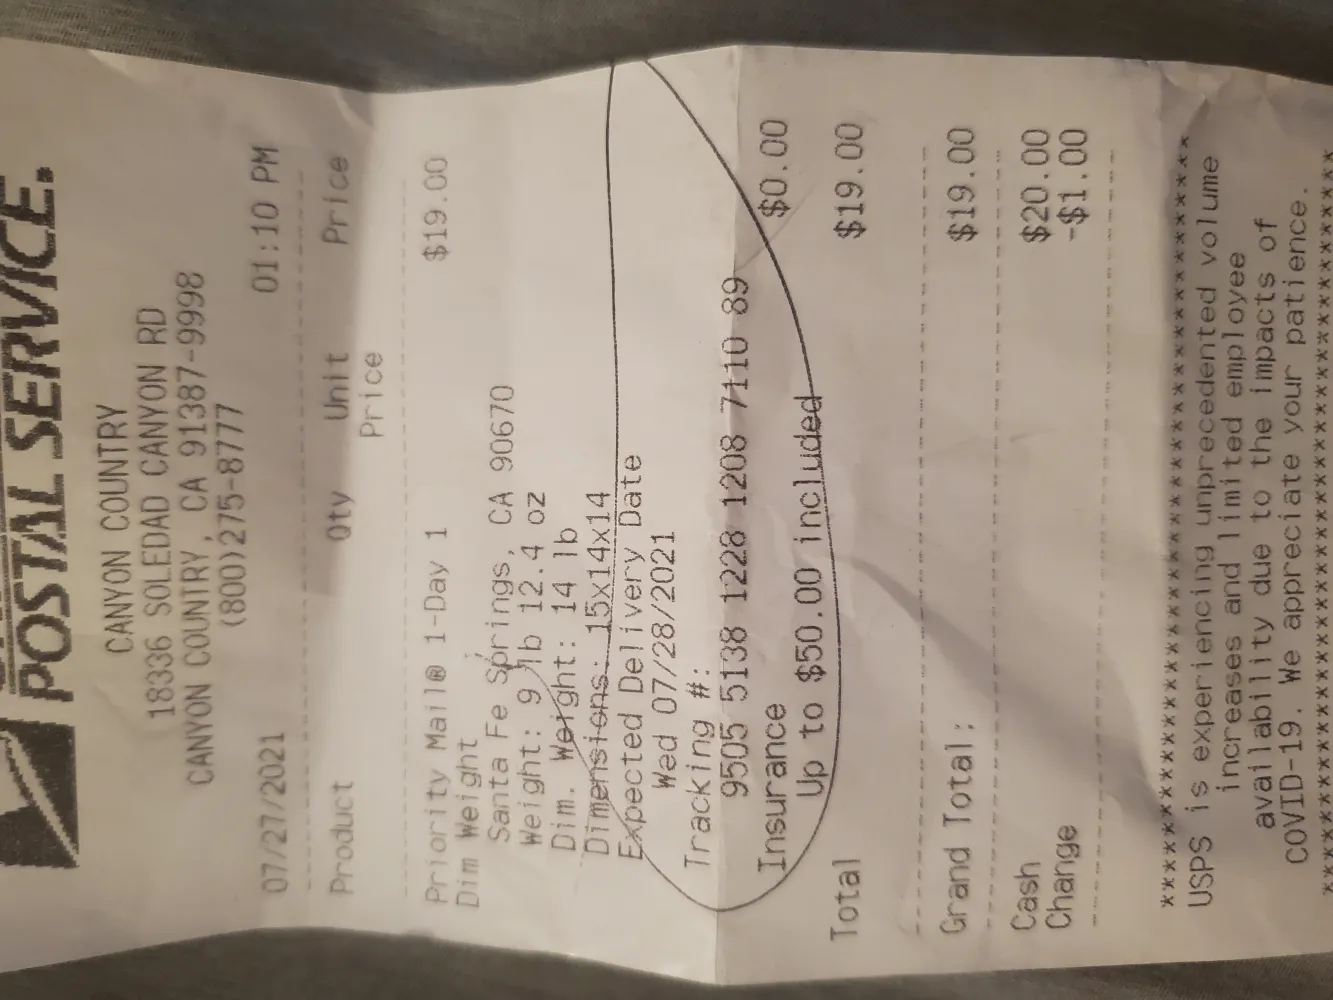 POSTAL SERVICE.
CANYON COUNTRY
18336 SOLEDAD CANYON RD
CANYON COUNTRY, CA 91387-9998
(800)275-8777
07/27/2021 01:10 PM
Product Qty Unit Price
Price
Priority Mail® 1-Day 1 $19.00
Dim Weight
Santa Fe Springs, CA 90670
Weight: 9 lb 12.4 oz
Dim. Weight: 14 lb
Dimensions: 15x14x14
Expected Delivery Date
Wed 07/28/2021
Tracking #:
9505 5138 1228 1208 7110 89
Insurance $0.00
Up to $50.00 included
Total $19.00
Grand Total: $19.00
Cash $20.00
Change -$1.00
USPS is experiencing unprecedented volume
increases and limited employee
availability due to the impacts of
COVID-19. We appreciate your patience.